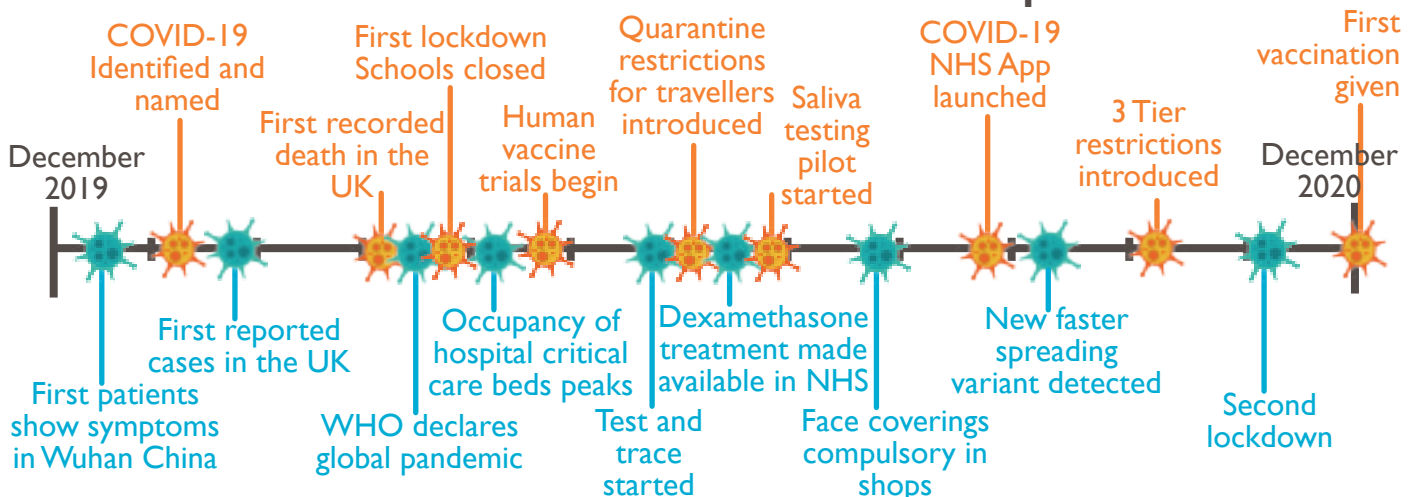 December
2019
COVID-19
Identified and
named
First recorded
death in the
UK
First lockdown
Schools closed
Human
vaccine
trials begin
Quarantine
restrictions
for travellers
introduced
Saliva
testing
pilot
started
COVID-19
NHS App
launched
3 Tier
restrictions
introduced
First
vaccination
given
December
2020
First patients
show symptoms
in Wuhan China
First reported
cases in the UK
WHO declares
global pandemic
Occupancy of
hospital critical
care beds peaks
Test and
trace
started
Dexamethasone
treatment made
available in NHS
Face coverings
compulsory in
shops
New faster
spreading
variant detected
Second
lockdown